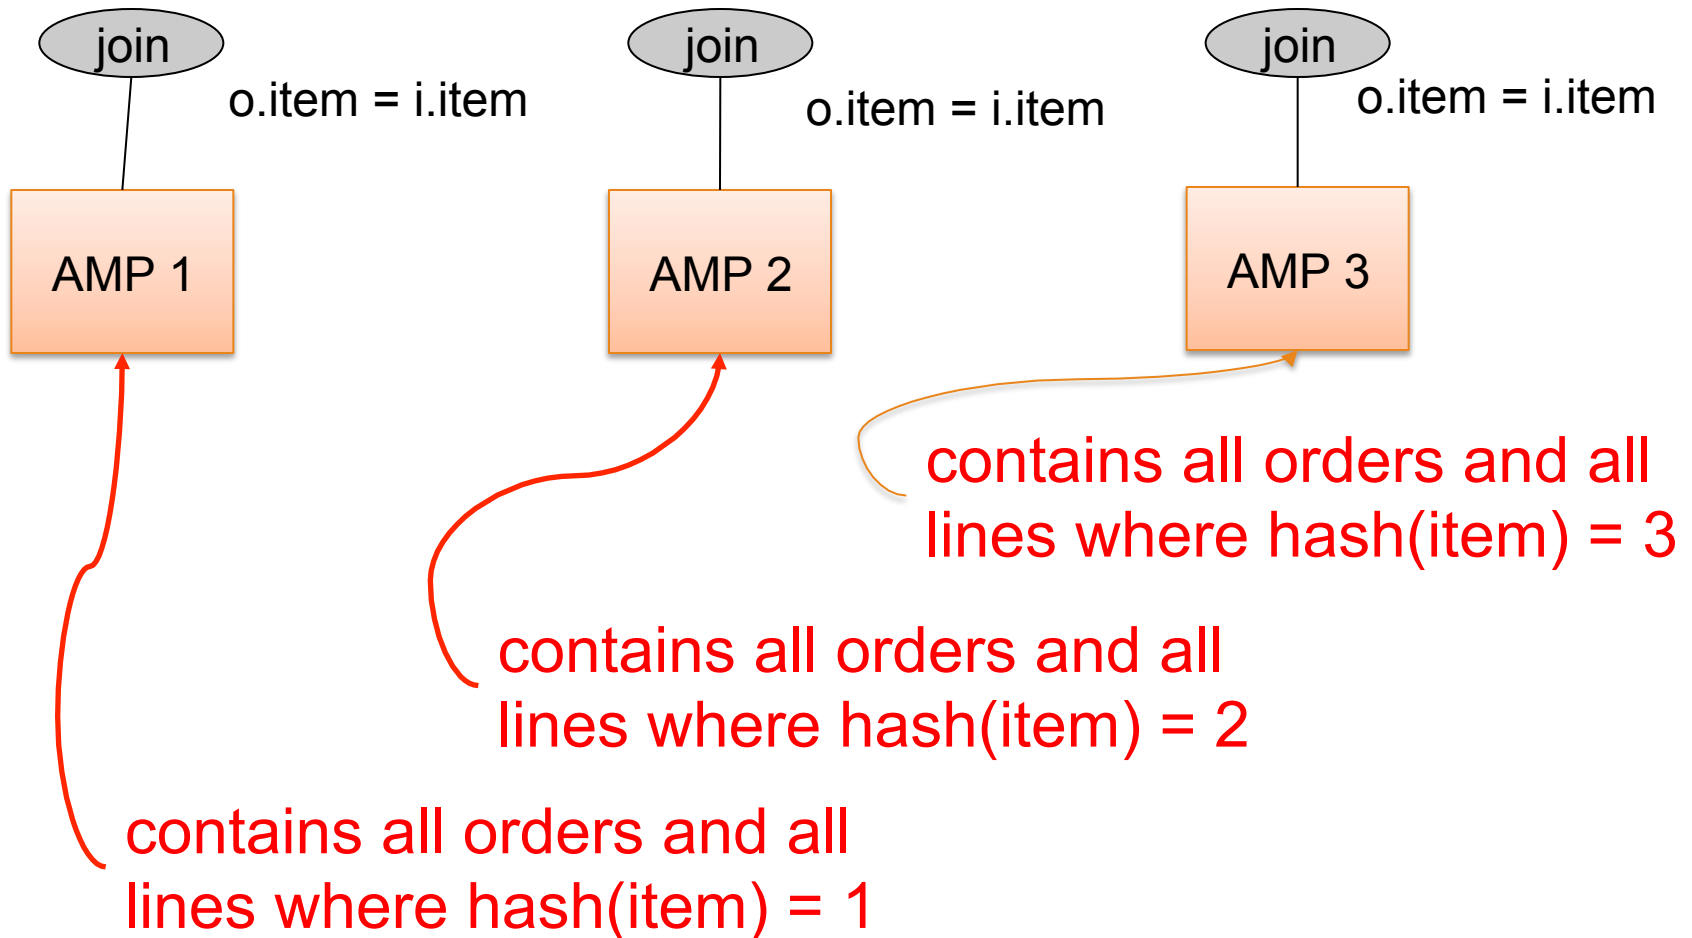 join
join
join
o.item = i.item
o.item = i.item
o.item = i.item
AMP 1
AMP 2
AMP 3
contains all orders and all
lines where hash(item) = 3
contains all orders and all
lines where hash(item) = 2
contains all orders and all
lines where hash(item) = 1